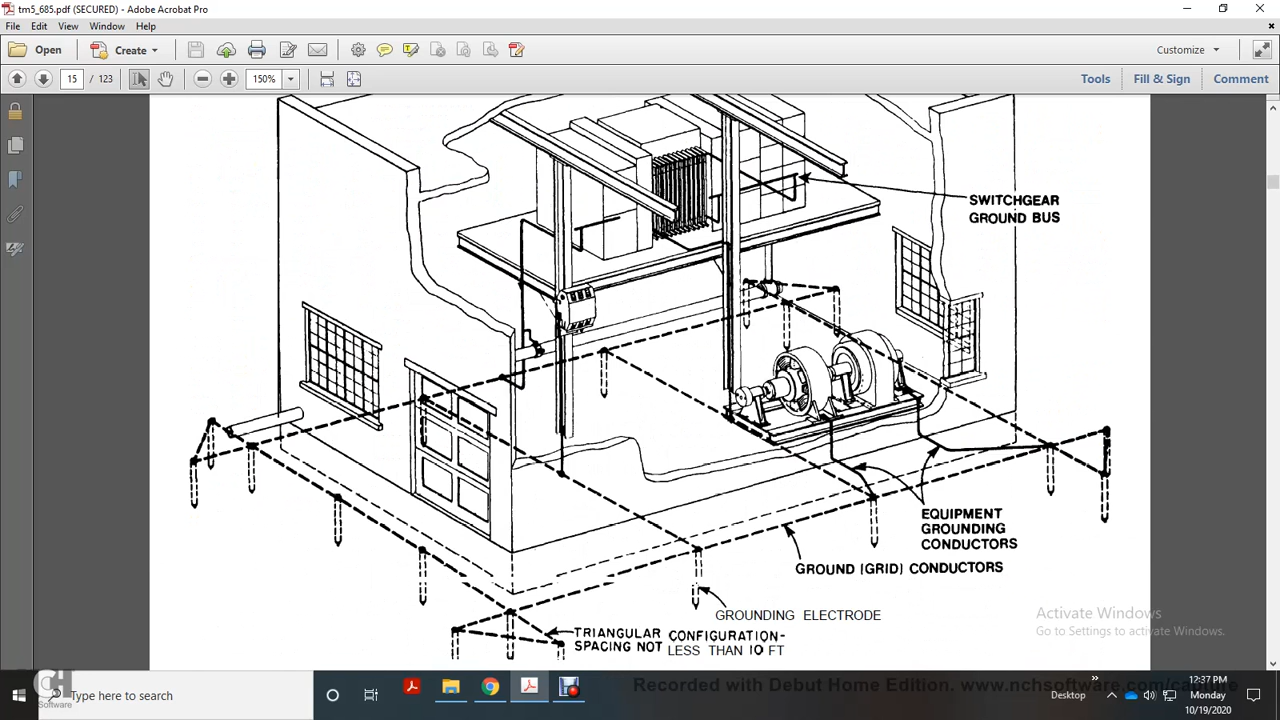 tm5_685.pdf (SECURED) - Adobe Acrobat Pro
File Edit View Window Help
Open Create Customize
15 / 123 150% Tools Fill & Sign Comment
SWITCHGEAR
GROUND BUS
EQUIPMENT
GROUNDING
CONDUCTORS
GROUND (GRID) CONDUCTORS
GROUNDING ELECTRODE
TRIANGULAR CONFIGURATION-
SPACING NOT LESS THAN 10 FT
Activate Windows
Go to Settings to activate Windows.
Recorded with Debut Home Edition. www.nchsoftware.com/capture
CH
Software
Type here to search
Desktop
12:37 PM
Monday
10/19/2020